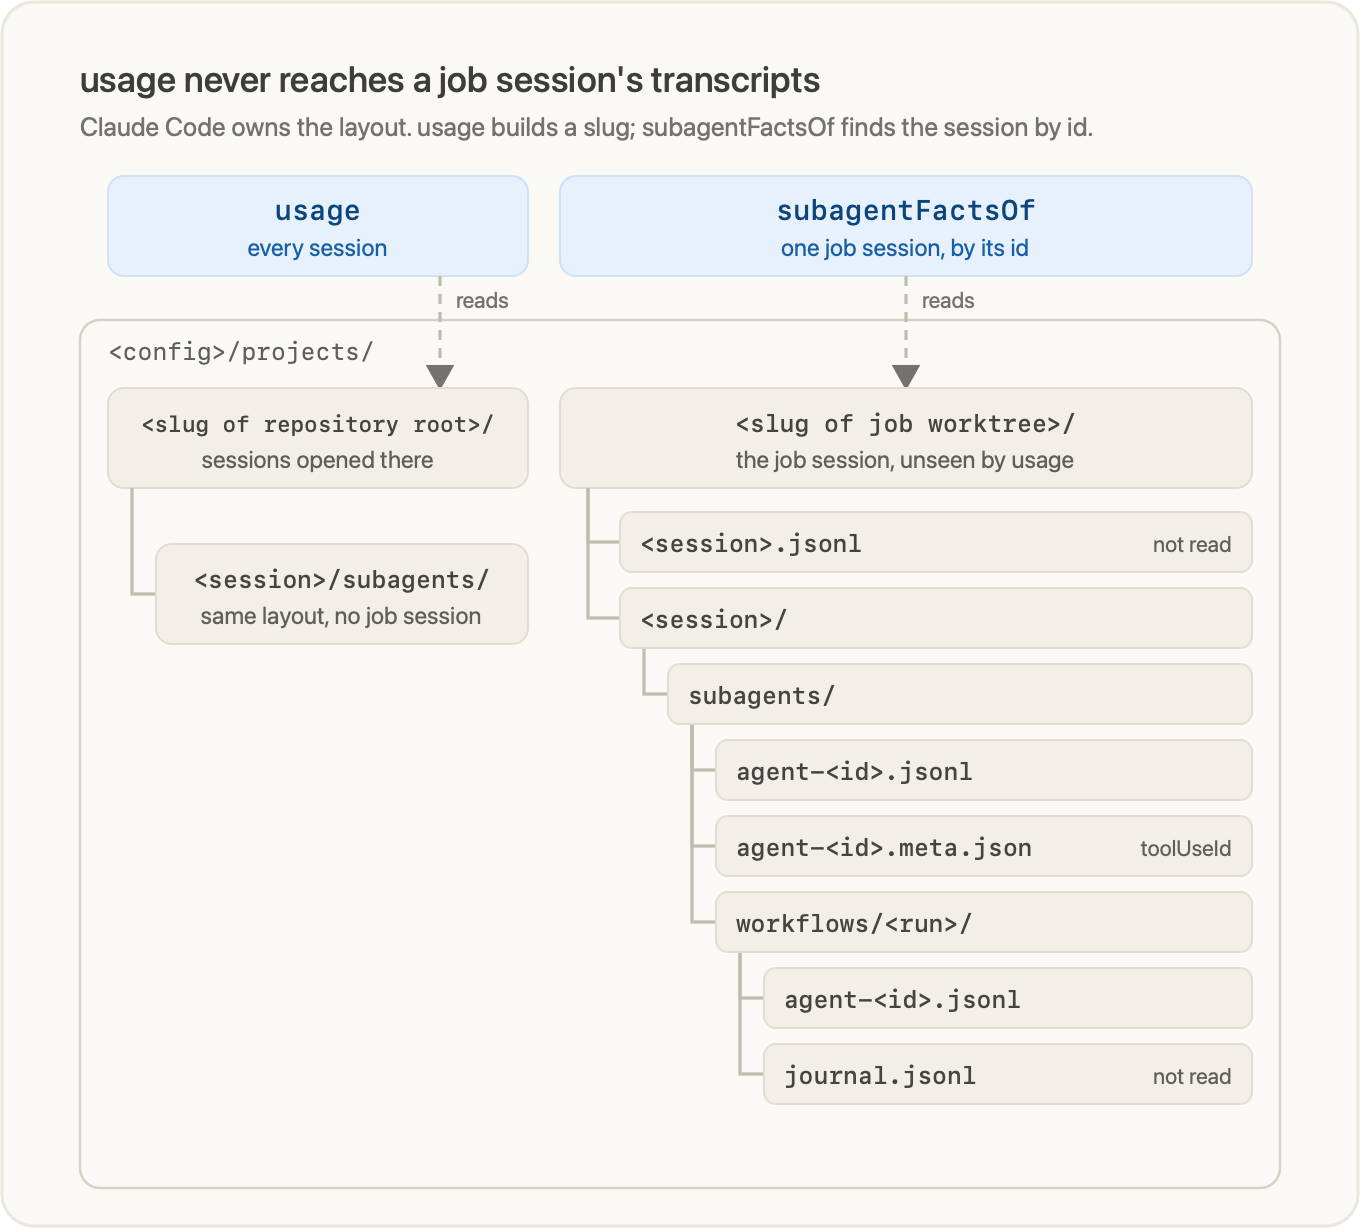 usage never reaches a job session's transcripts
Claude Code owns the layout. usage builds a slug; subagentFactsOf finds the session by id.
usage
every session
subagentFactsOf
one job session, by its id
reads
reads
<config>/projects/
<slug of repository root>/
sessions opened there
<slug of job worktree>/
the job session, unseen by usage
<session>.jsonl
not read
<session>/subagents/
same layout, no job session
<session>/
subagents/
agent-<id>.jsonl
agent-<id>.meta.json
toolUseId
workflows/<run>/
agent-<id>.jsonl
journal.jsonl
not read